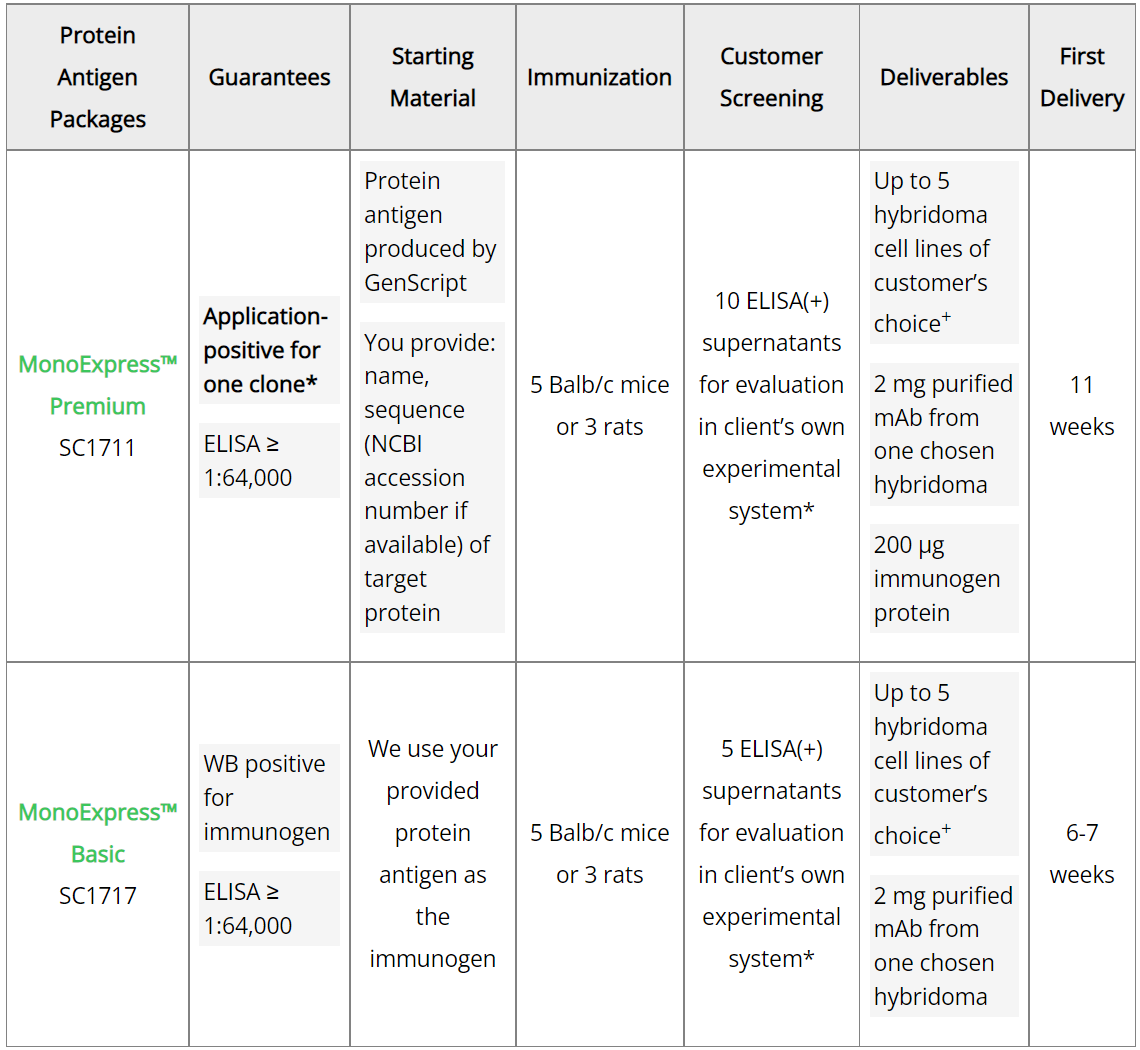 Protein
Antigen
Packages
Guarantees
Starting
Material
Immunization
Customer
Screening
Deliverables
First
Delivery
MonoExpress™
Premium
SC1711
Application-
positive for
one clone*
ELISA ≥
1:64,000
Protein
antigen
produced by
GenScript
You provide:
name,
sequence
(NCBI
accession
number if
available) of
target
protein
5 Balb/c mice
or 3 rats
10 ELISA(+)
supernatants
for evaluation
in client’s own
experimental
system*
Up to 5
hybridoma
cell lines of
customer’s
choice⁺
2 mg purified
mAb from
one chosen
hybridoma
200 μg
immunogen
protein
11
weeks
MonoExpress™
Basic
SC1717
WB positive
for
immunogen
ELISA ≥
1:64,000
We use your
provided
protein
antigen as
the
immunogen
5 Balb/c mice
or 3 rats
5 ELISA(+)
supernatants
for evaluation
in client’s own
experimental
system*
Up to 5
hybridoma
cell lines of
customer’s
choice⁺
2 mg purified
mAb from
one chosen
hybridoma
6-7
weeks